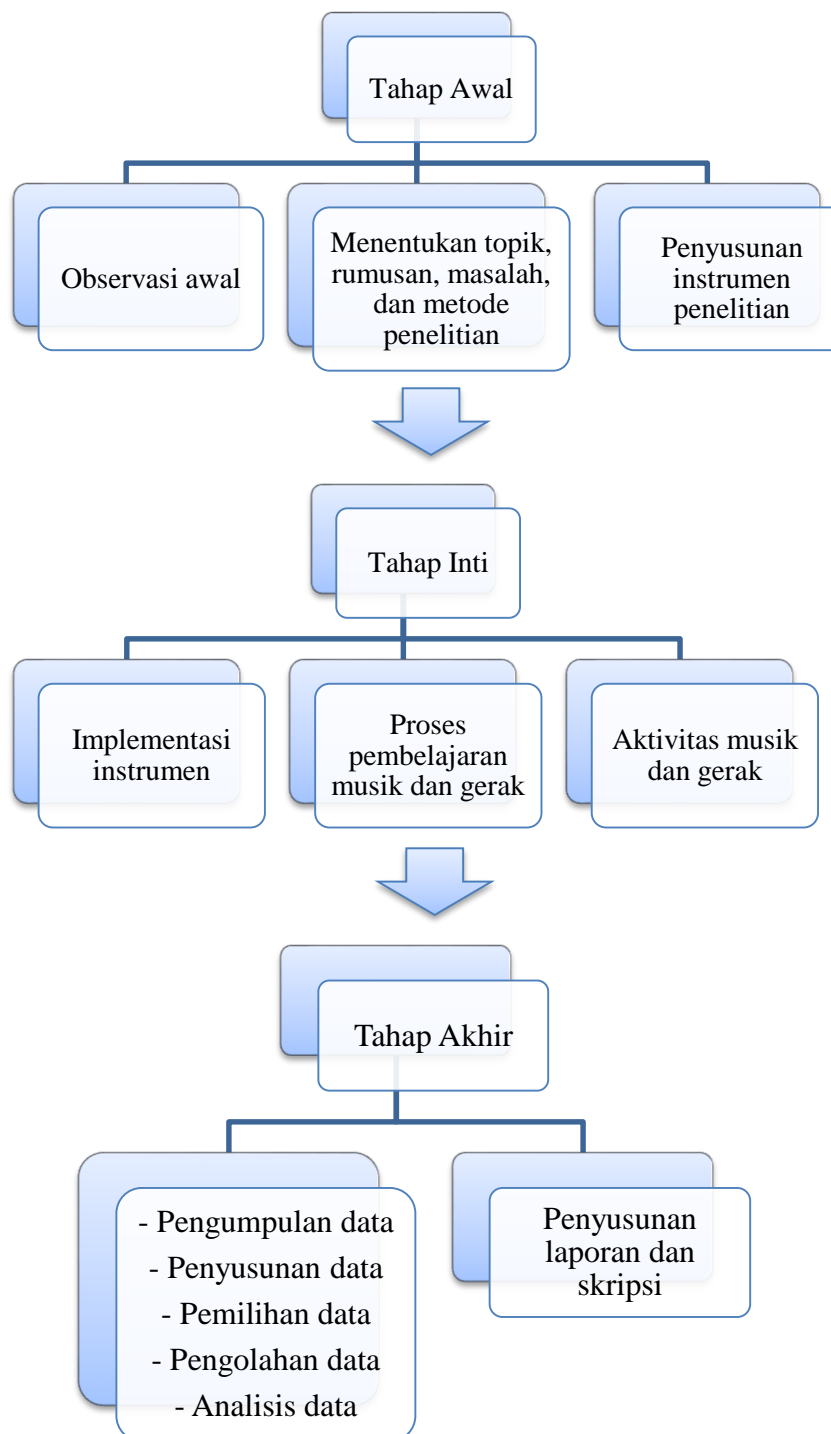 Tahap Awal
Observasi awal
Menentukan topik,
rumusan, masalah,
dan metode
penelitian
Penyusunan
instrumen
penelitian
Tahap Inti
Implementasi
instrumen
Proses
pembelajaran
musik dan gerak
Aktivitas musik
dan gerak
Tahap Akhir
- Pengumpulan data
- Penyusunan data
- Pemilihan data
- Pengolahan data
- Analisis data
Penyusunan
laporan dan
skripsi